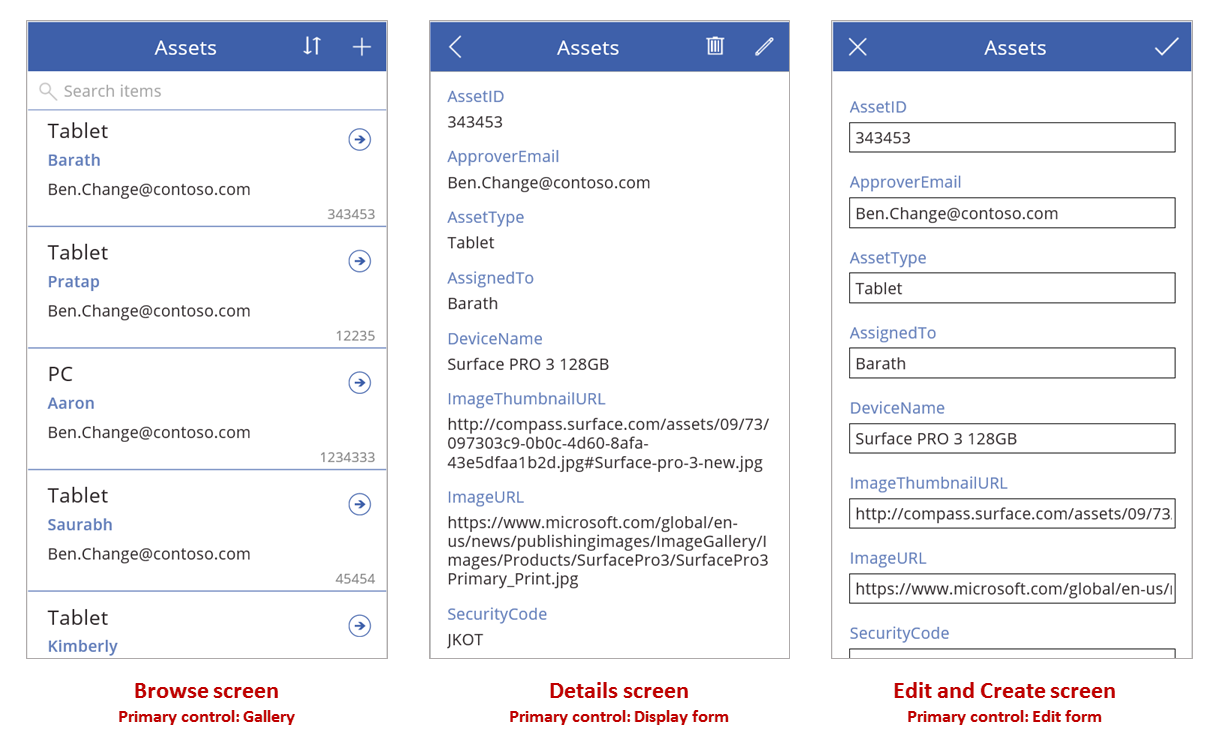 Assets
Search items
Tablet
Barath
Ben.Change@contoso.com
343453
Tablet
Pratap
Ben.Change@contoso.com
12235
PC
Aaron
Ben.Change@contoso.com
1234333
Tablet
Saurabh
Ben.Change@contoso.com
45454
Tablet
Kimberly
Browse screen
Primary control: Gallery
Assets
AssetID
343453
ApproverEmail
Ben.Change@contoso.com
AssetType
Tablet
AssignedTo
Barath
DeviceName
Surface PRO 3 128GB
ImageThumbnailURL
http://compass.surface.com/assets/09/73/
097303c9-0b0c-4d60-8afa-
43e5dfaa1b2d.jpg#Surface-pro-3-new.jpg
ImageURL
https://www.microsoft.com/global/en-
us/news/publishingimages/ImageGallery/I
mages/Products/SurfacePro3/SurfacePro3
Primary_Print.jpg
SecurityCode
JKOT
Details screen
Primary control: Display form
Assets
AssetID
343453
ApproverEmail
Ben.Change@contoso.com
AssetType
Tablet
AssignedTo
Barath
DeviceName
Surface PRO 3 128GB
ImageThumbnailURL
http://compass.surface.com/assets/09/73
ImageURL
https://www.microsoft.com/global/en-us/
SecurityCode
Edit and Create screen
Primary control: Edit form